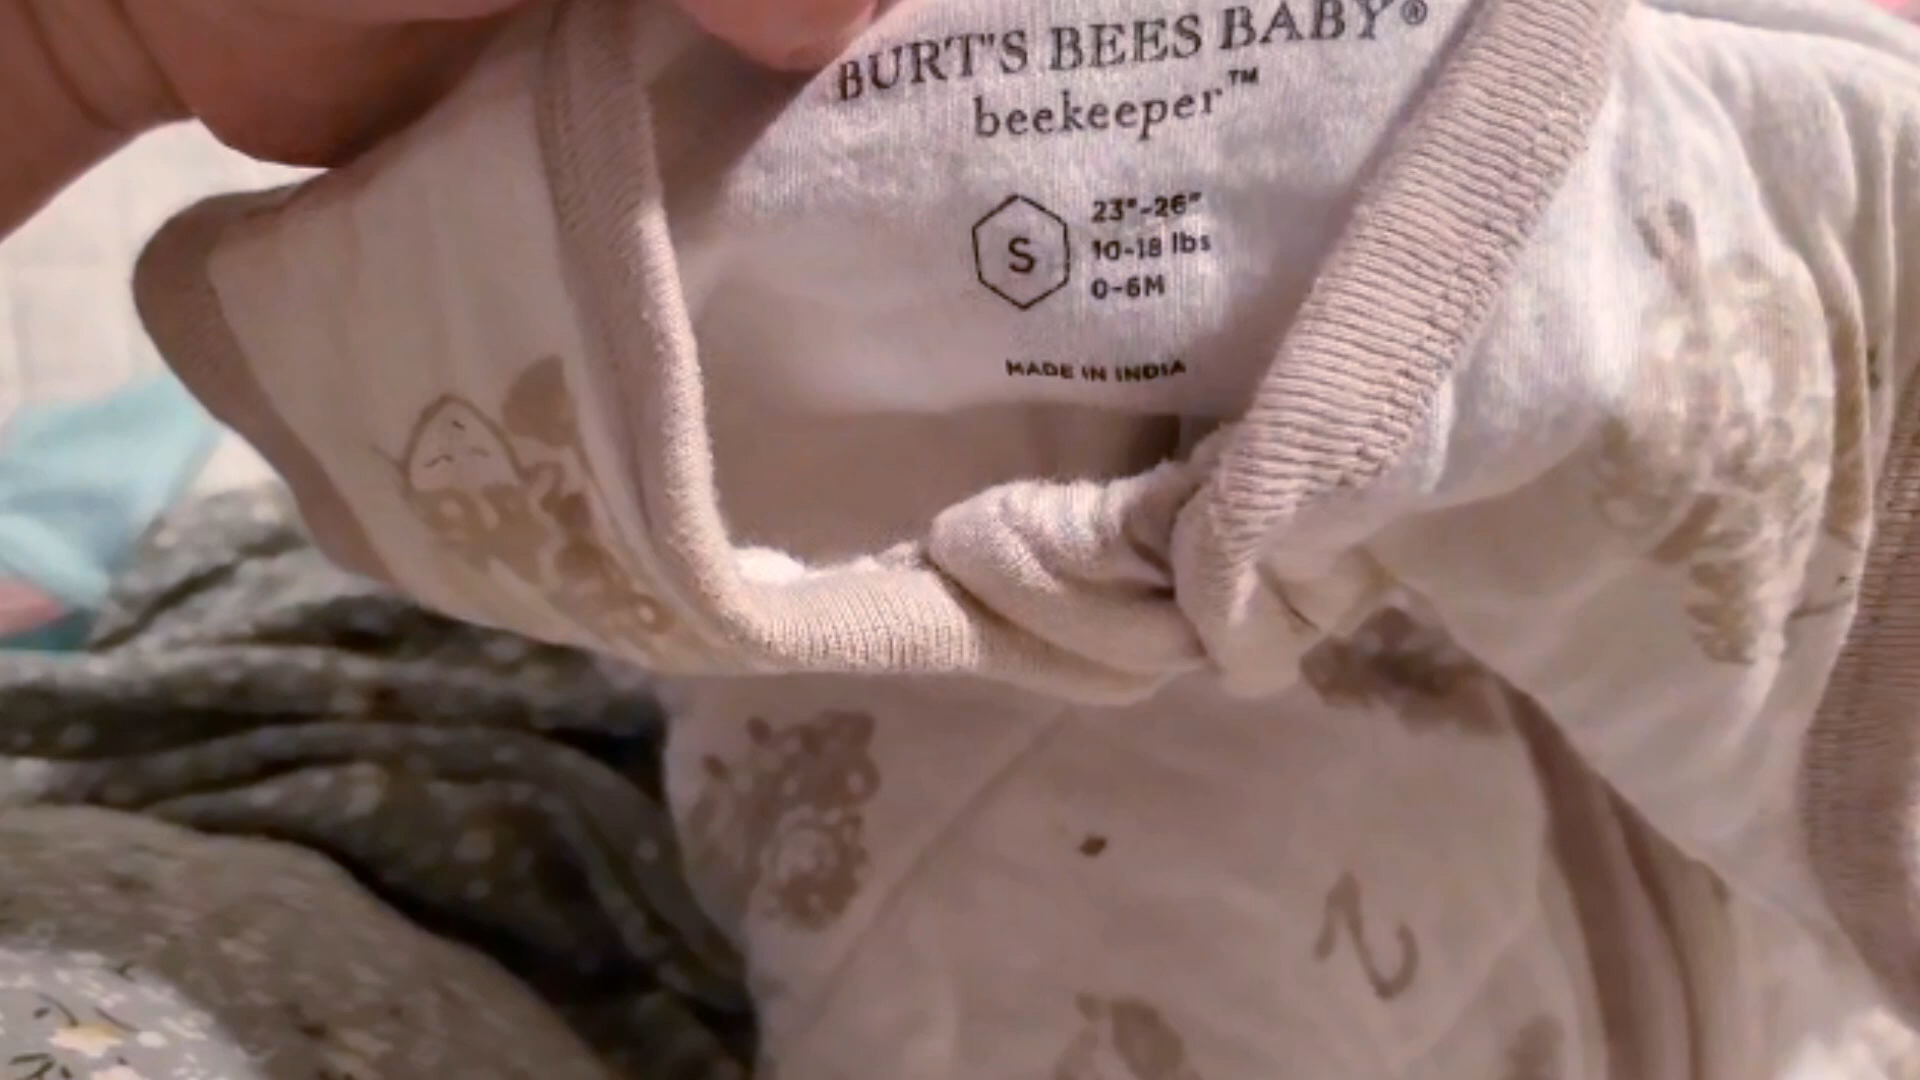 BURT'S BEES BABY®
beekeeper™
S
23"-26"
10-18 lbs
0-6M
MADE IN INDIA